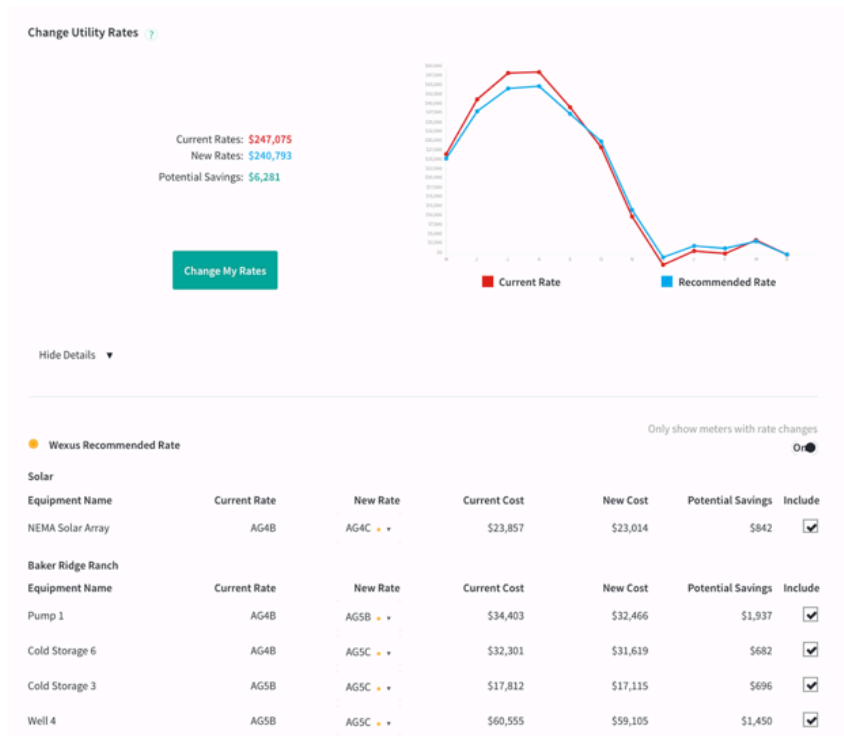 Change Utility Rates ?
Current Rates: $247,075
New Rates: $240,793
Potential Savings: $6,281
Change My Rates
Current Rate Recommended Rate
Hide Details ▼
Only show meters with rate changes
Wexus Recommended Rate
On
Solar
Equipment Name Current Rate New Rate Current Cost New Cost Potential Savings Include
NEMA Solar Array AG4B AG4C $23,857 $23,014 $842
Baker Ridge Ranch
Equipment Name Current Rate New Rate Current Cost New Cost Potential Savings Include
Pump 1 AG4B AG5B $34,403 $32,466 $1,937
Cold Storage 6 AG4B AG5C $32,301 $31,619 $682
Cold Storage 3 AG5B AG5C $17,812 $17,115 $696
Well 4 AG5B AG5C $60,555 $59,105 $1,450